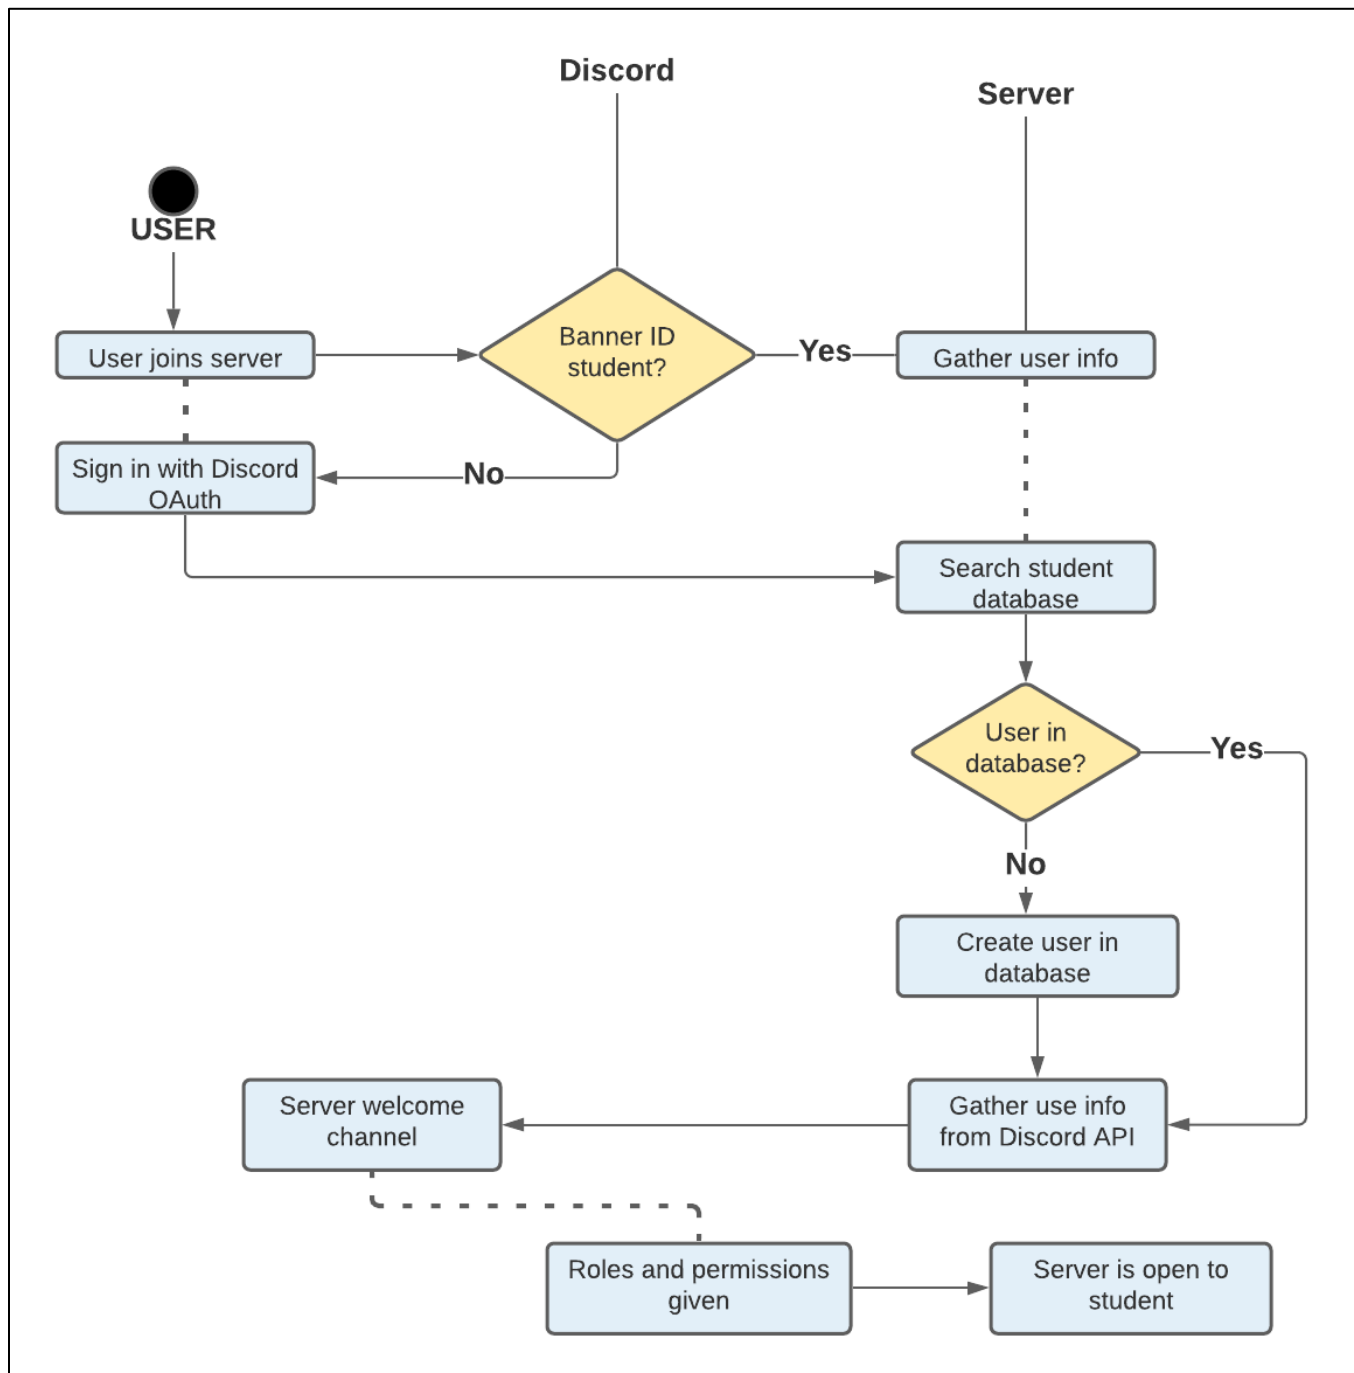 Discord
Server
USER
User joins server
Banner ID
student?
Yes
Gather user info
Sign in with Discord
OAuth
No
Search student
database
User in
database?
Yes
No
Create user in
database
Server welcome
channel
Gather use info
from Discord API
Roles and permissions
given
Server is open to
student